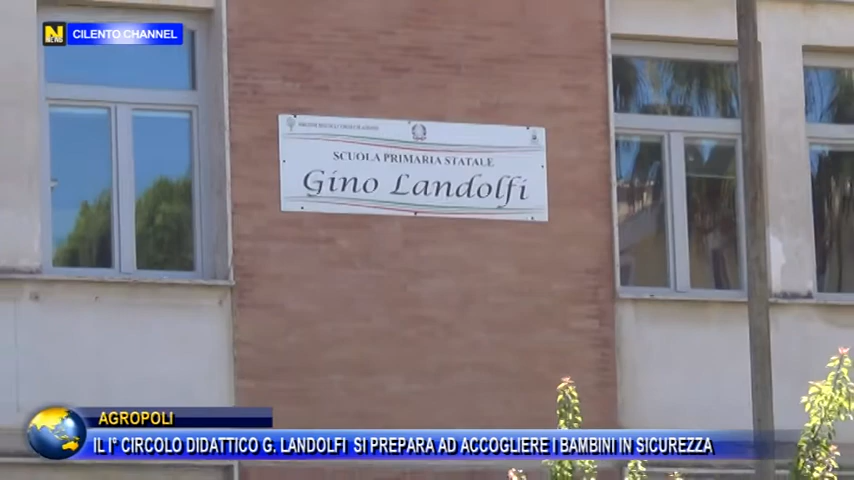 N
NEWS
CILENTO CHANNEL
SCUOLA PRIMARIA STATALE
Gino Landolfi
AGROPOLI
IL I° CIRCOLO DIDATTICO G. LANDOLFI SI PREPARA AD ACCOGLIERE I BAMBINI IN SICUREZZA